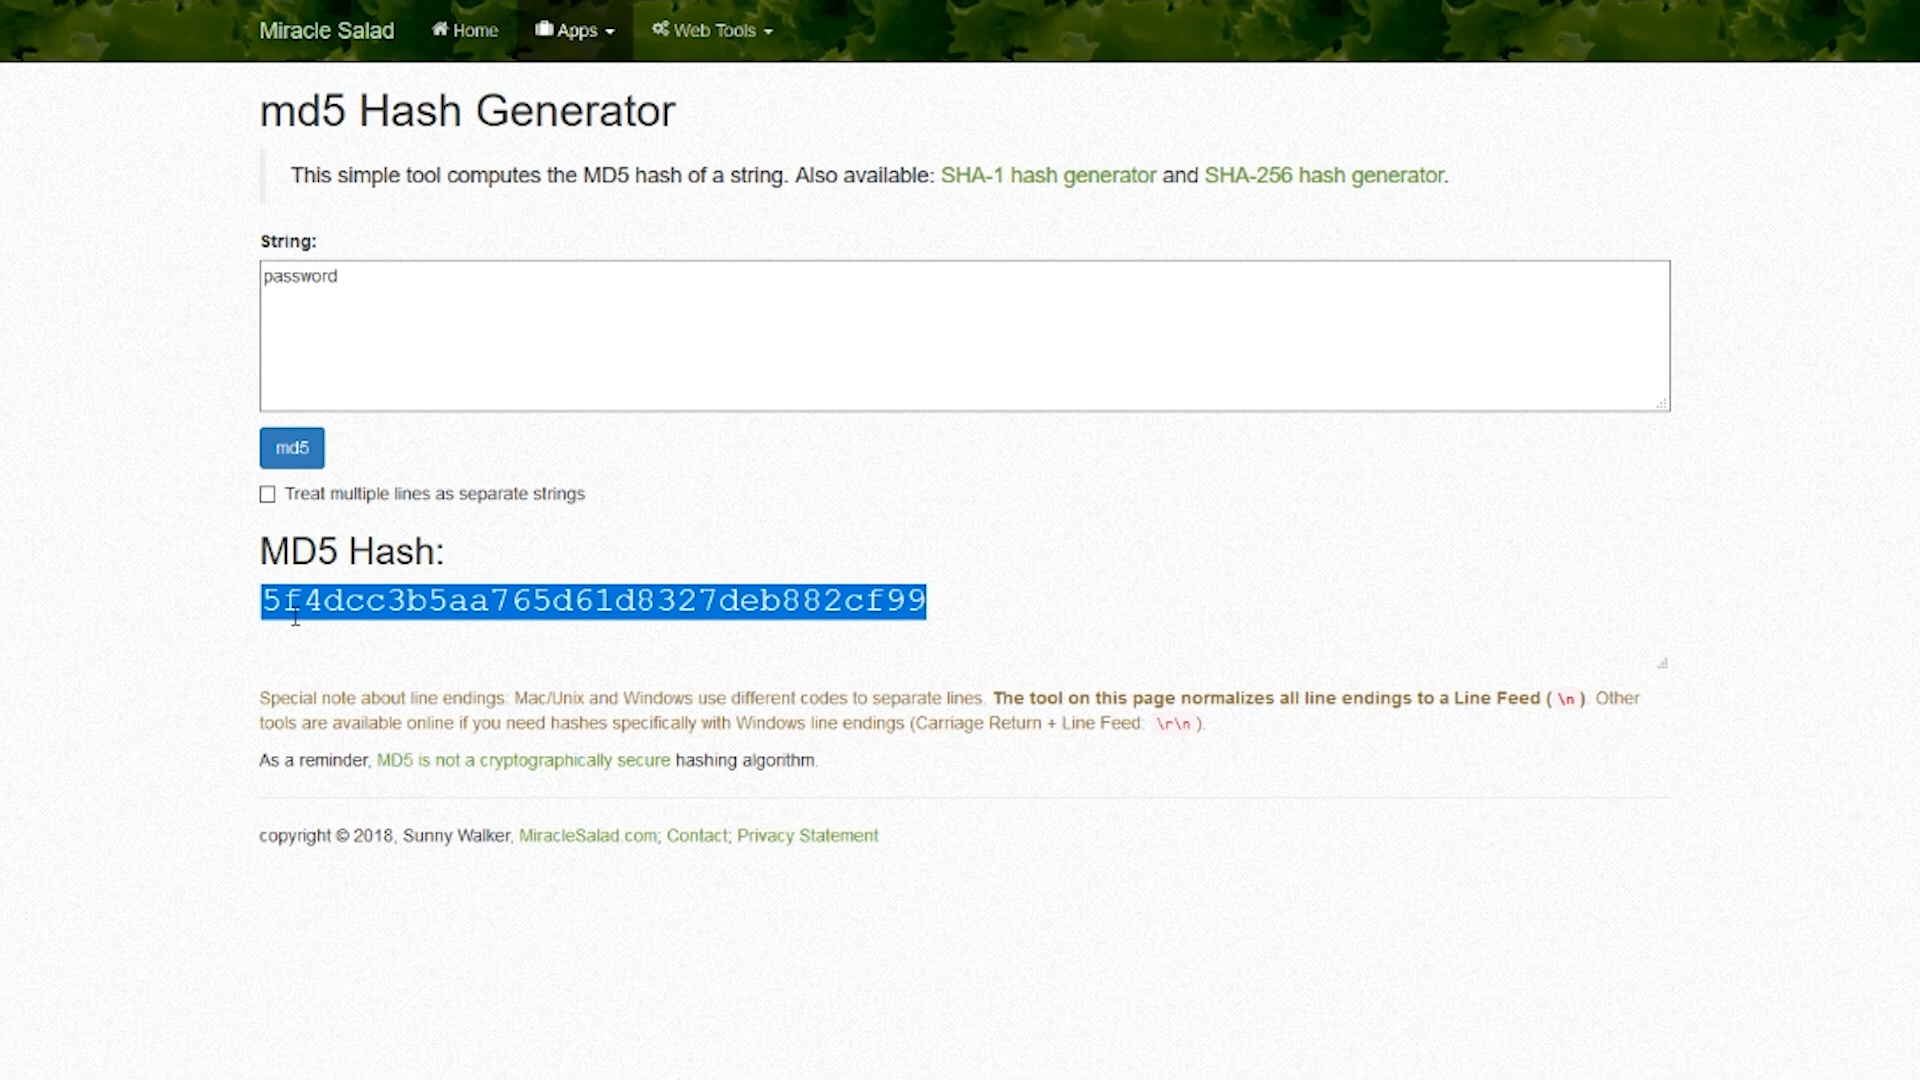 Miracle Salad Home Apps Web Tools
md5 Hash Generator
This simple tool computes the MD5 hash of a string. Also available: SHA-1 hash generator and SHA-256 hash generator.
String:
password
md5
Treat multiple lines as separate strings
MD5 Hash:
5f4dcc3b5aa765d61d8327deb882cf99
Special note about line endings: Mac/Unix and Windows use different codes to separate lines. The tool on this page normalizes all line endings to a Line Feed ( \n ). Other
tools are available online if you need hashes specifically with Windows line endings (Carriage Return + Line Feed: \r\n ).
As a reminder, MD5 is not a cryptographically secure hashing algorithm.
copyright © 2018, Sunny Walker, MiracleSalad.com; Contact; Privacy Statement